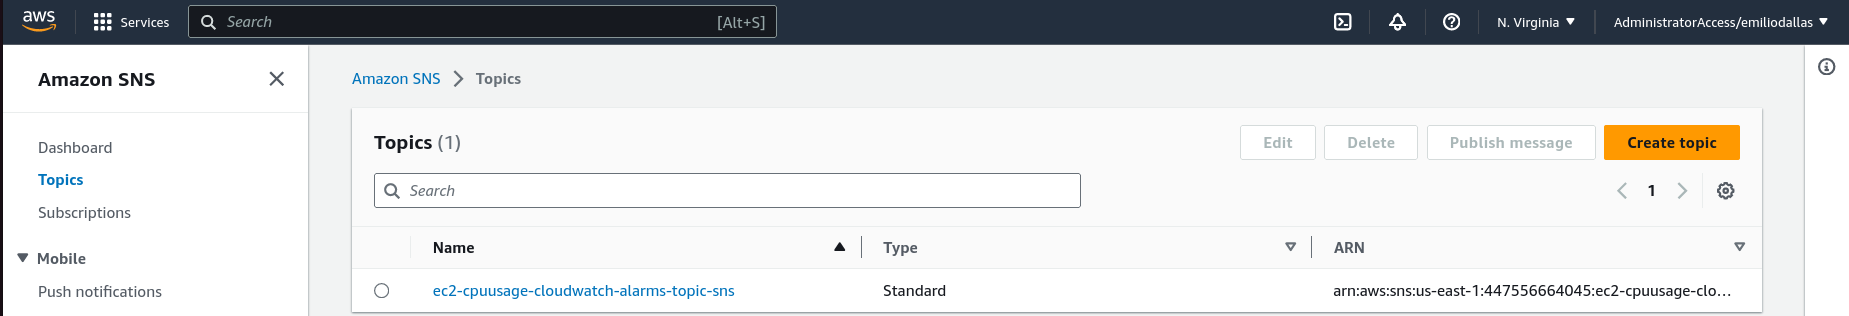 aws Services Search [Alt+S] N. Virginia AdministratorAccess/emiliodallas
Amazon SNS
Dashboard
Topics
Subscriptions
Mobile
Push notifications
Amazon SNS Topics
Topics (1) Edit Delete Publish message Create topic
Search 1
Name Type ARN
ec2-cpuusage-cloudwatch-alarms-topic-sns Standard arn:aws:sns:us-east-1:447556664045:ec2-cpuusage-clo...